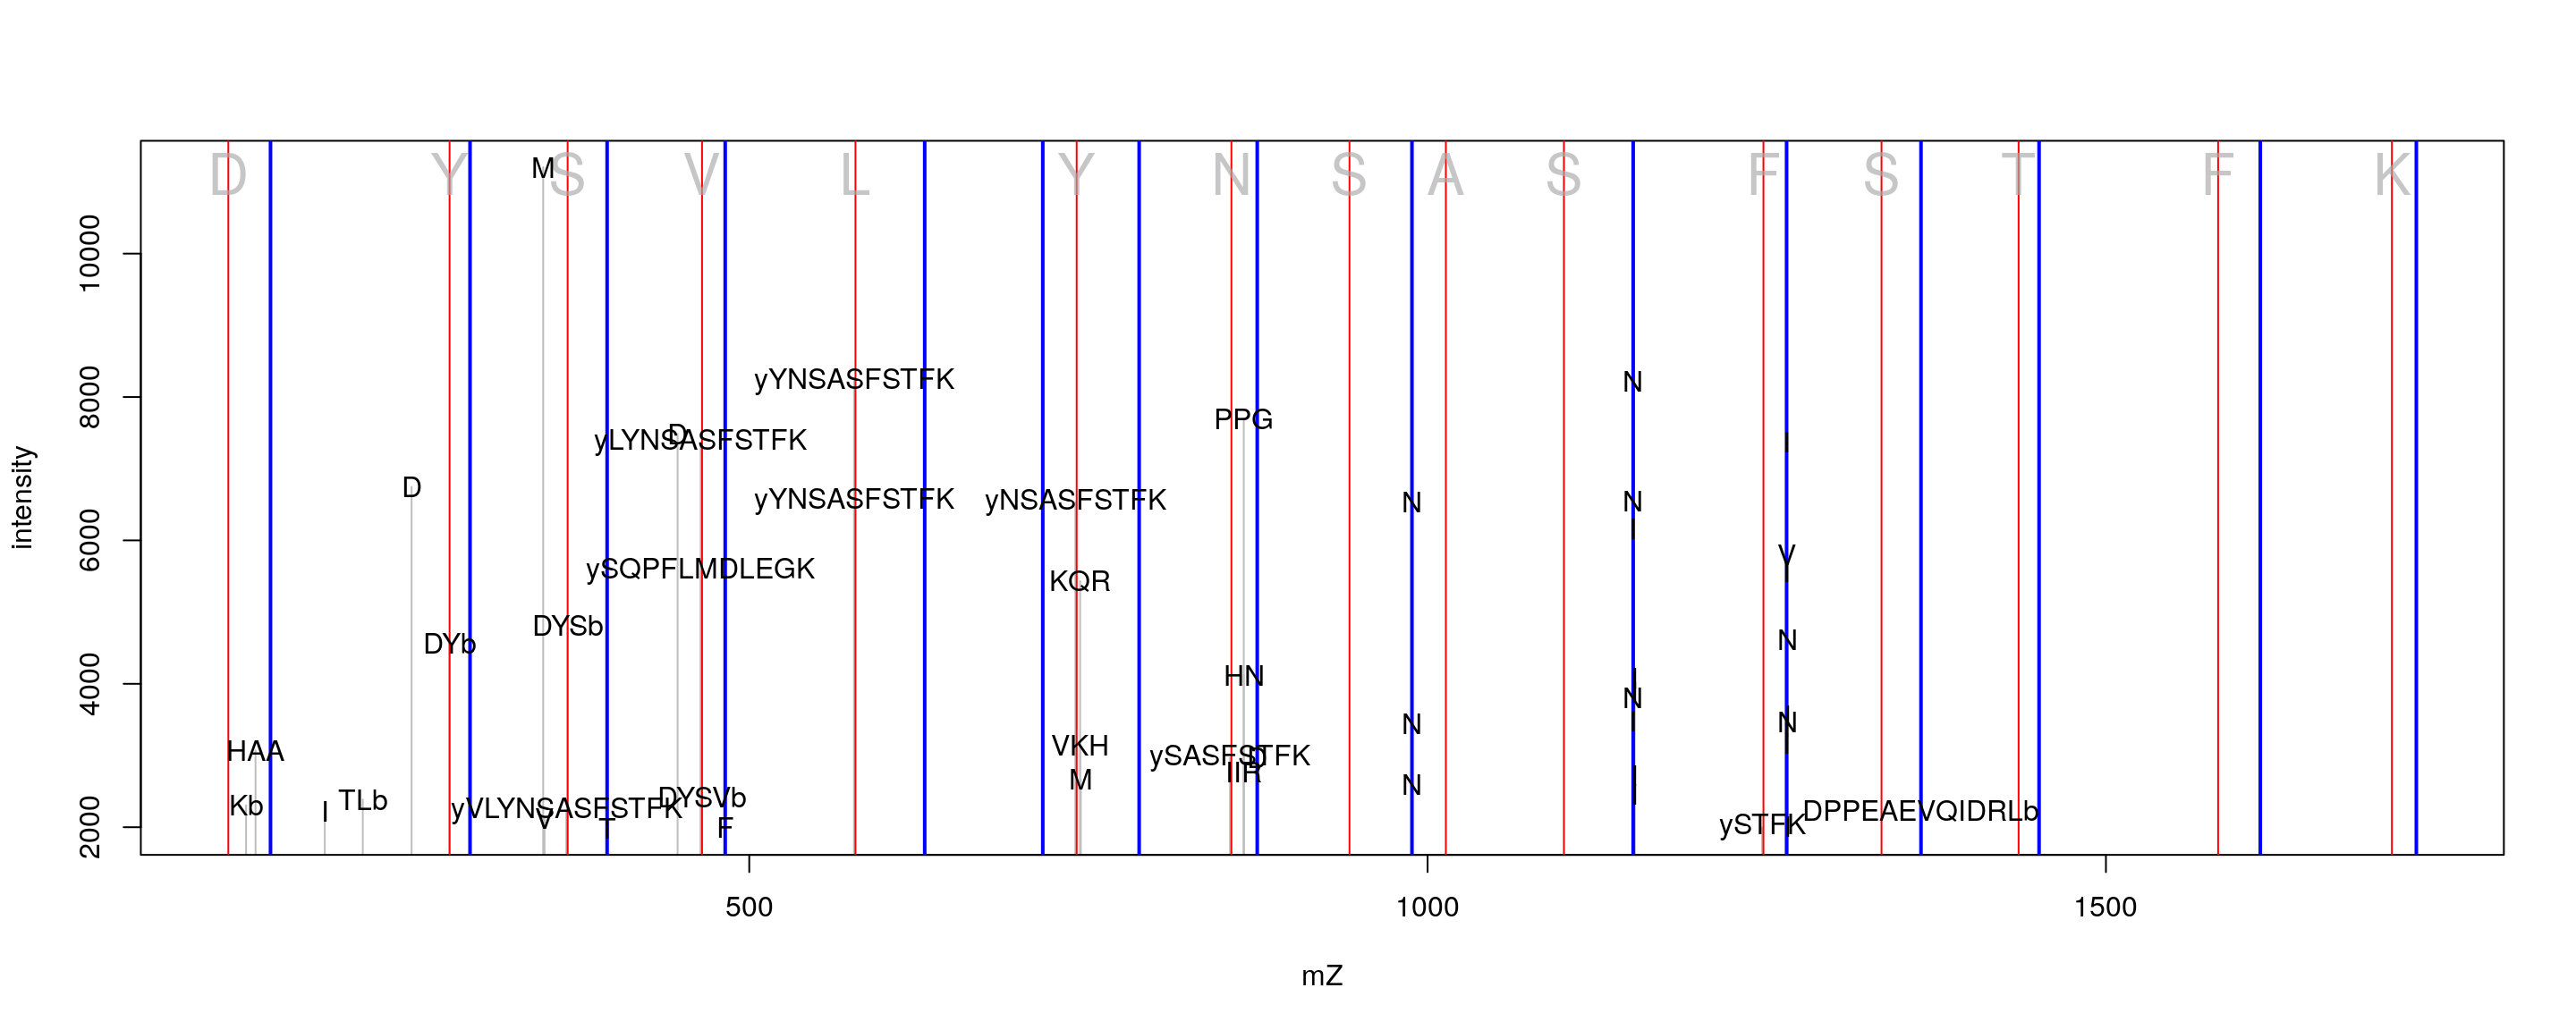 D Y S V L Y N S A S F S T F K
M
10000
8000
6000
4000
2000
intensity
yYNSASFSTFK
N
PPG
yLYNSASFSTFK
D
I
D
yYNSASFSTFK
yNSASFSTFK
N
N
I
V
ySQPFLMDLEGK
KQR
DYSb
DYb
N
HN
N
N
N
HAA
VKH
ySASFSTFK
D
IIR
M
N
Kb
I
TLb
yVLYNSASFSTFK
V
DYSVb
T
F
ySTFK
DPPEAEVQIDRLb
500
1000
1500
mZ